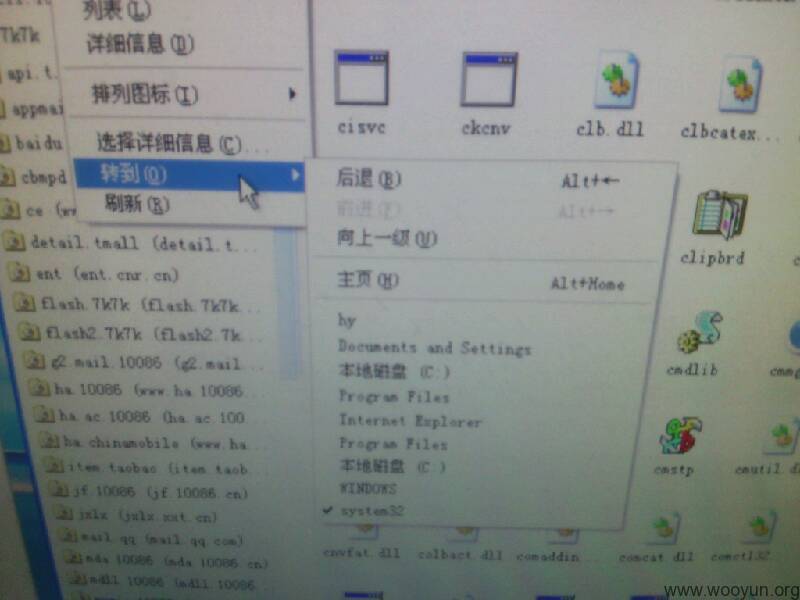 列表(L)
详细信息(D)
排列图标(I)
选择详细信息(C)...
转到(O)
刷新(R)
后退(B) Alt+←
前进(F) Alt+→
向上一级(U)
主页(H) Alt+Home
hy
Documents and Settings
本地磁盘 (C:)
Program Files
Internet Explorer
Program Files
本地磁盘 (C:)
WINDOWS
✓ system32
7k7k
api.t.
appmai
baidu
cbmpd
ce (w
detail.tmall (detail.t...
ent (ent.cnr.cn)
flash.7k7k (flash.7k7k...
flash2.7k7k (flash2.7k...
g2.mail.10086 (g2.mail...
ha.10086 (www.ha.10086...
ha.ac.10086 (ha.ac.100...
ha.chinamobile (www.ha...
item.taobao (item.taob...
jf.10086 (jf.10086.cn)
jxlx (jxlx.xxt.cn)
mail.qq (mail.qq.com)
mda.10086 (mda.10086.cn)
mdll.10086 (mdll.10086...
cisvc
ckcnv
clb.dll
clbcatex...
clipbrd
cmdlib
cmstp
cmutil.d
cnvfat.dll
colbact.dll
comaddin...
comcat.dll
comctl32...
www.wooyun.org